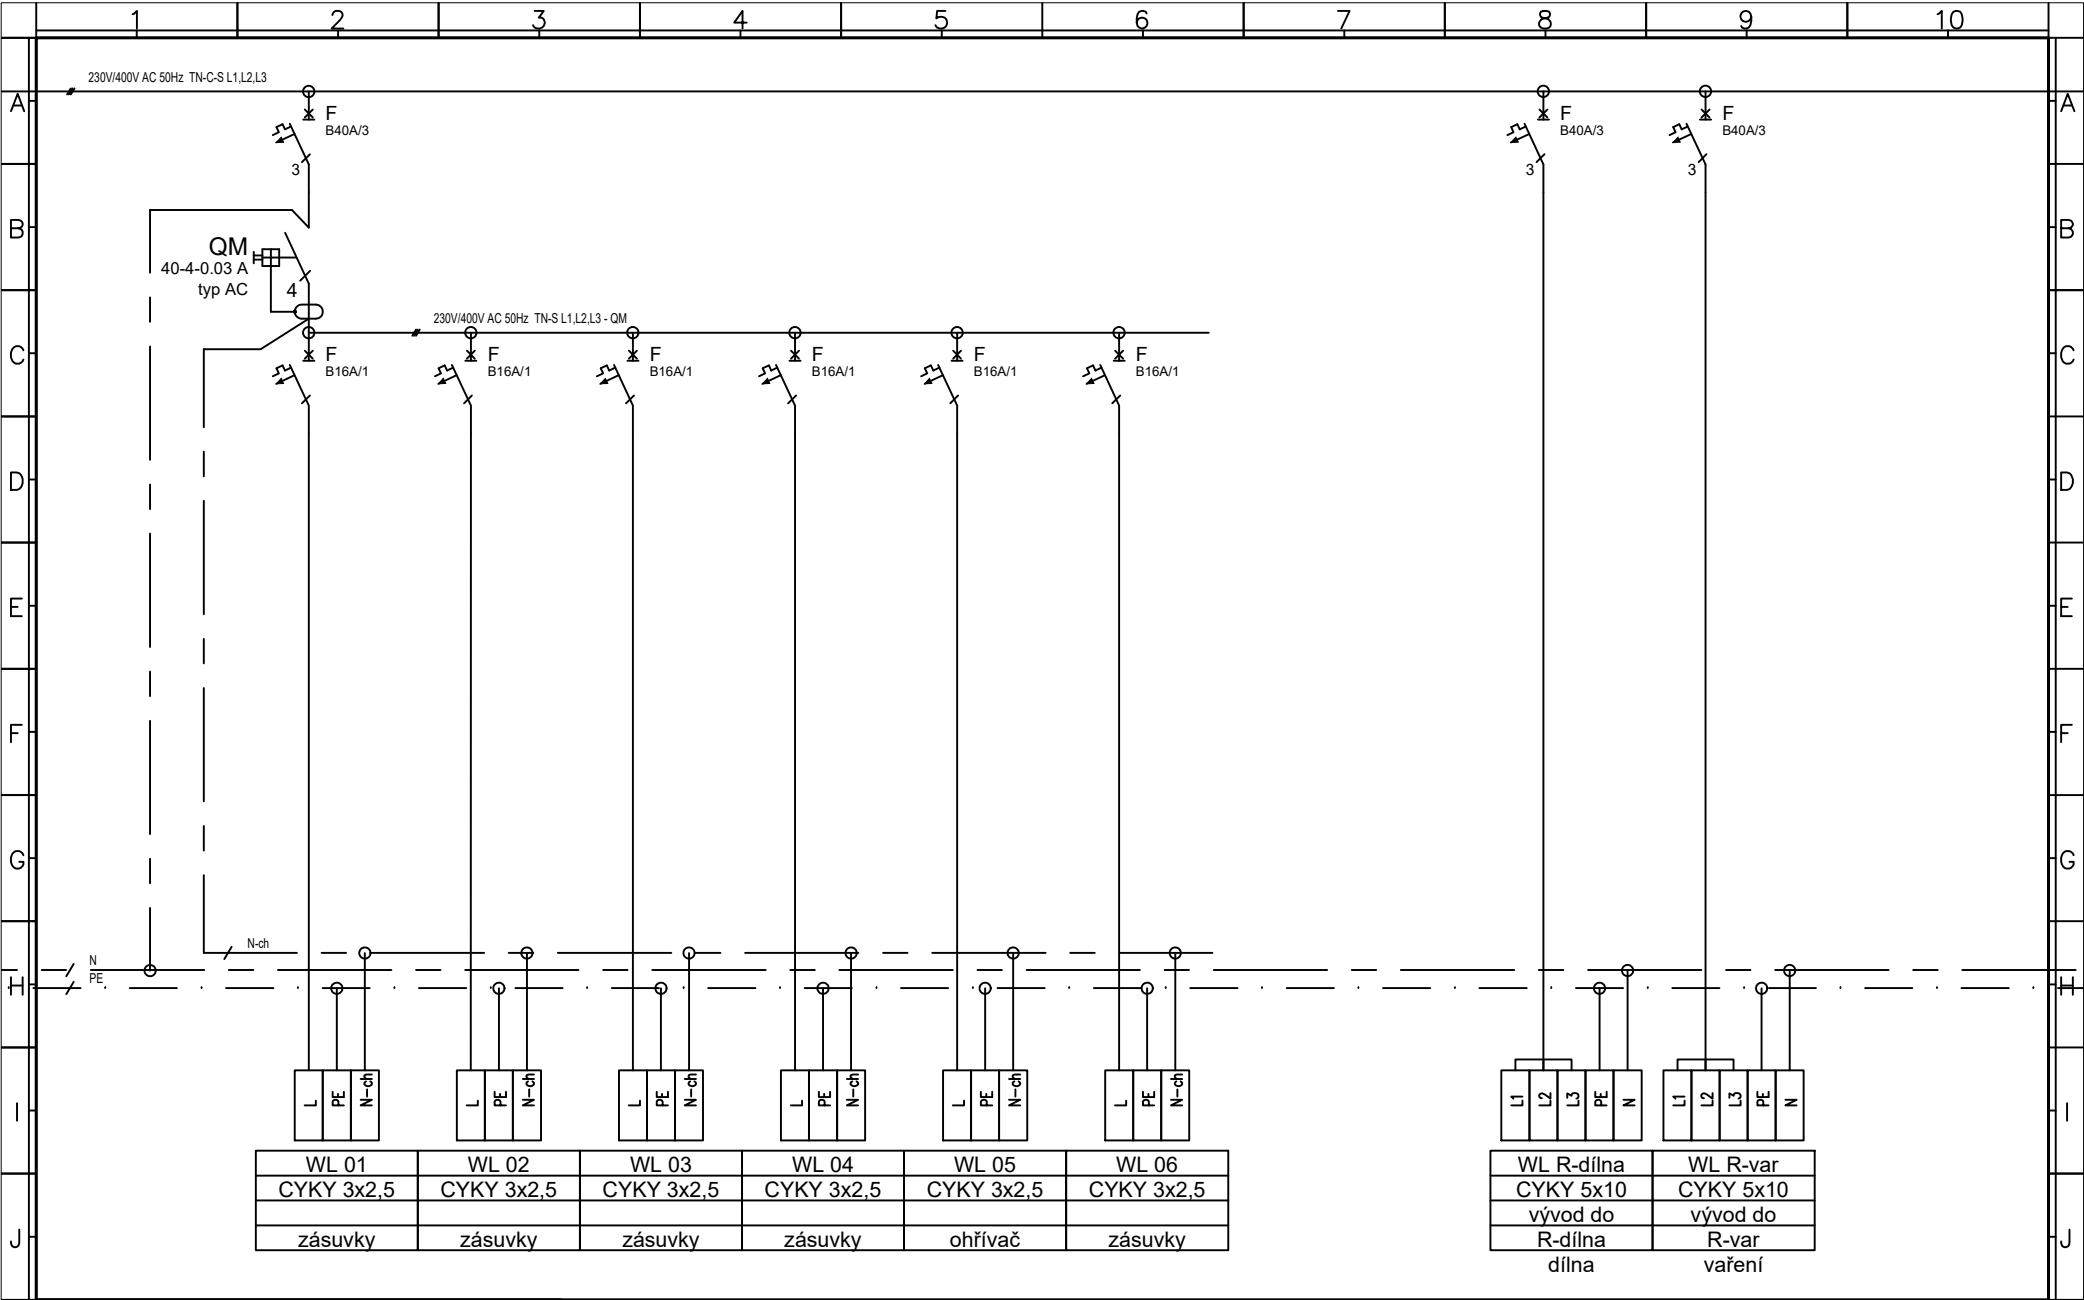 1 2 3 4 5 6 7 8 9 10
230V/400V AC 50Hz TN-C-S L1,L2,L3
A A
F F F
B40A/3 B40A/3 B40A/3
3 3 3
B B
QM
40-4-0.03 A
typ AC
4
230V/400V AC 50Hz TN-S L1,L2,L3 - QM
C C
F F F F F F
B16A/1 B16A/1 B16A/1 B16A/1 B16A/1 B16A/1
D D
E E
F F
G G
N-ch
N
PE
H H
L PE N-ch L PE N-ch L PE N-ch L PE N-ch L PE N-ch L PE N-ch L1 L2 L3 PE N L1 L2 L3 PE N
I I
WL 01 WL 02 WL 03 WL 04 WL 05 WL 06 WL R-dílna WL R-var
CYKY 3x2,5 CYKY 3x2,5 CYKY 3x2,5 CYKY 3x2,5 CYKY 3x2,5 CYKY 3x2,5 CYKY 5x10 CYKY 5x10
vývod do vývod do
J J
zásuvky zásuvky zásuvky zásuvky ohřívač zásuvky R-dílna R-var
dílna vaření